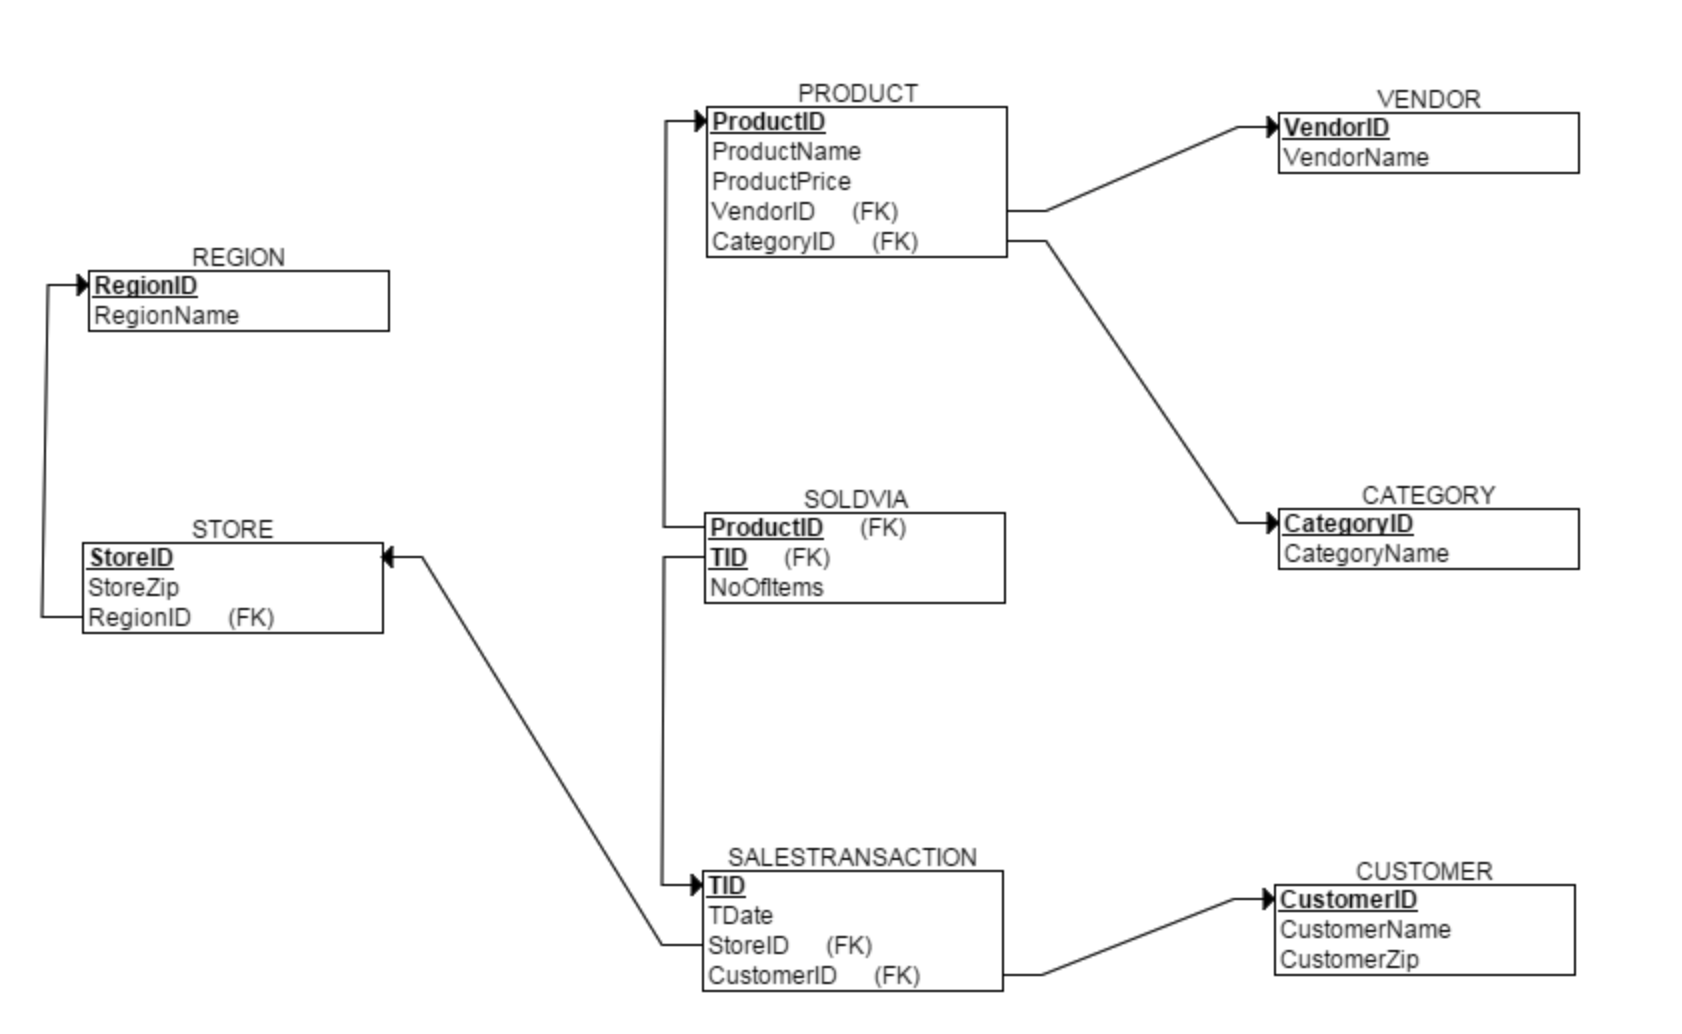 PRODUCT
ProductID
ProductName
ProductPrice
VendorID (FK)
CategoryID (FK)
VENDOR
VendorID
VendorName
REGION
RegionID
RegionName
STORE
StoreID
StoreZip
RegionID (FK)
SOLDVIA
ProductID (FK)
TID (FK)
NoOfItems
CATEGORY
CategoryID
CategoryName
SALESTRANSACTION
TID
TDate
StoreID (FK)
CustomerID (FK)
CUSTOMER
CustomerID
CustomerName
CustomerZip